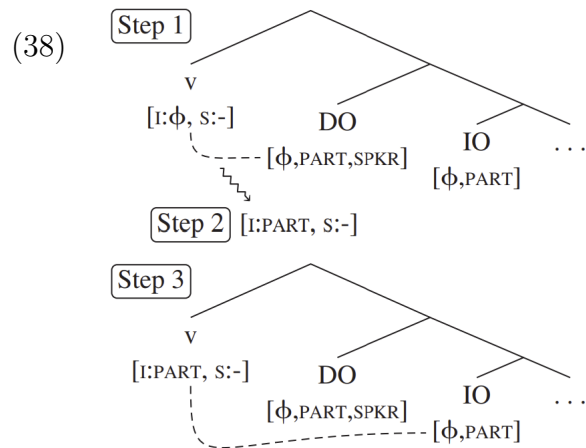 (38)
Step 1
v
[I:ϕ, S:-]
DO
[ϕ,PART,SPKR]
IO
[ϕ,PART]
...
Step 2 [I:PART, S:-]
Step 3
v
[I:PART, S:-]
DO
[ϕ,PART,SPKR]
IO
[ϕ,PART]
...